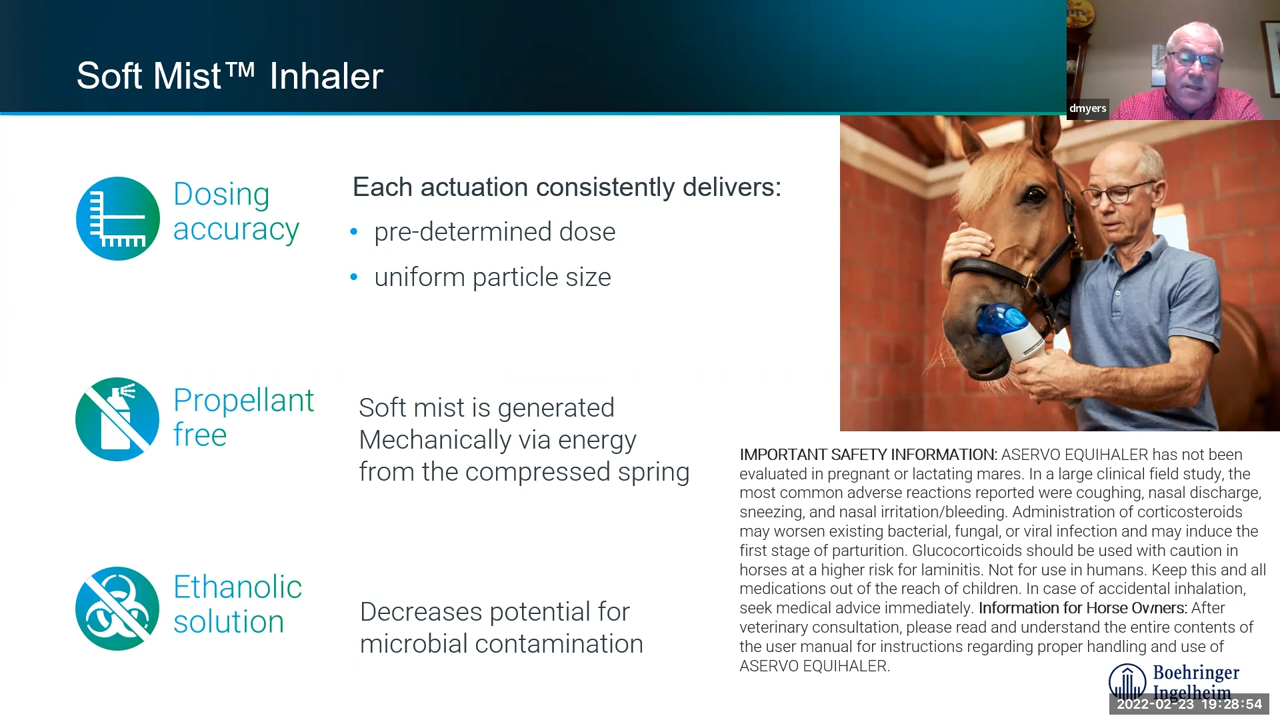 Soft Mist™ Inhaler
dmyers
Dosing
accuracy
Each actuation consistently delivers:
• pre-determined dose
• uniform particle size
Propellant
free
Soft mist is generated
Mechanically via energy
from the compressed spring
Ethanolic
solution
Decreases potential for
microbial contamination
IMPORTANT SAFETY INFORMATION: ASERVO EQUIHALER has not been
evaluated in pregnant or lactating mares. In a large clinical field study, the
most common adverse reactions reported were coughing, nasal discharge,
sneezing, and nasal irritation/bleeding. Administration of corticosteroids
may worsen existing bacterial, fungal, or viral infection and may induce the
first stage of parturition. Glucocorticoids should be used with caution in
horses at a higher risk for laminitis. Not for use in humans. Keep this and all
medications out of the reach of children. In case of accidental inhalation,
seek medical advice immediately. Information for Horse Owners: After
veterinary consultation, please read and understand the entire contents of
the user manual for instructions regarding proper handling and use of
ASERVO EQUIHALER.
Boehringer
Ingelheim
2022-02-23 19:28:54